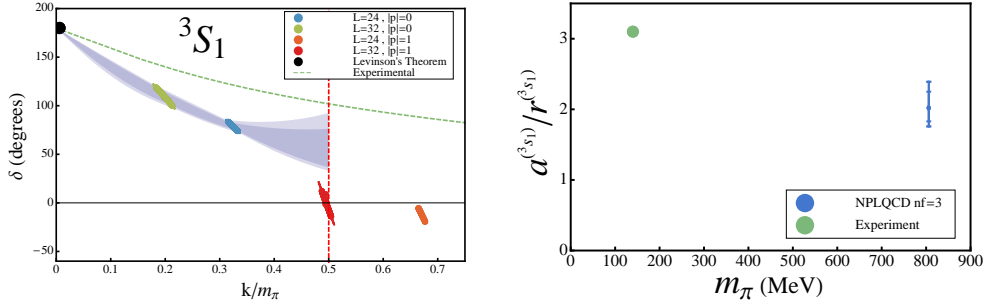 ³S₁
L=24 , |p|=0
L=32 , |p|=0
L=24 , |p|=1
L=32 , |p|=1
Levinson's Theorem
Experimental
200
150
100
50
0
−50
δ (degrees)
0 0.1 0.2 0.3 0.4 0.5 0.6 0.7
k/mπ
3
2
1
0
a^(³s₁)/r^(³s₁)
NPLQCD nf=3
Experiment
0 100 200 300 400 500 600 700 800 900
mπ (MeV)